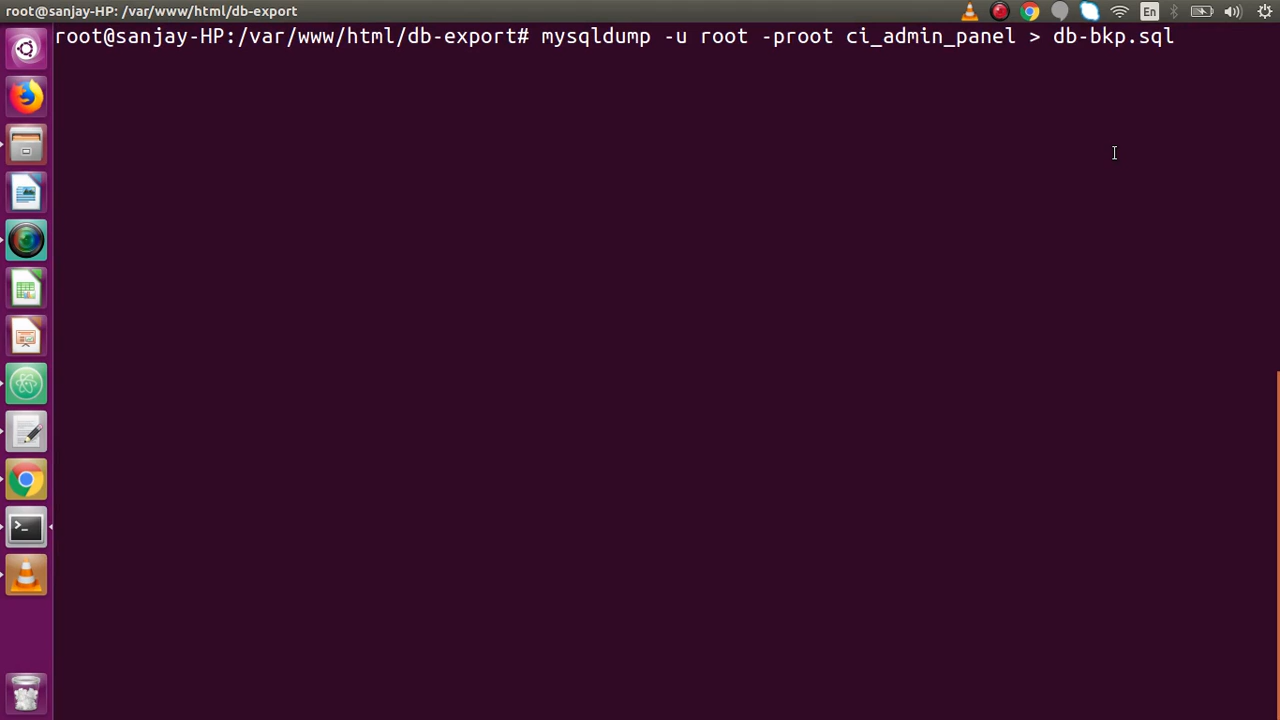 root@sanjay-HP: /var/www/html/db-export
En
root@sanjay-HP:/var/www/html/db-export# mysqldump -u root -proot ci_admin_panel > db-bkp.sql